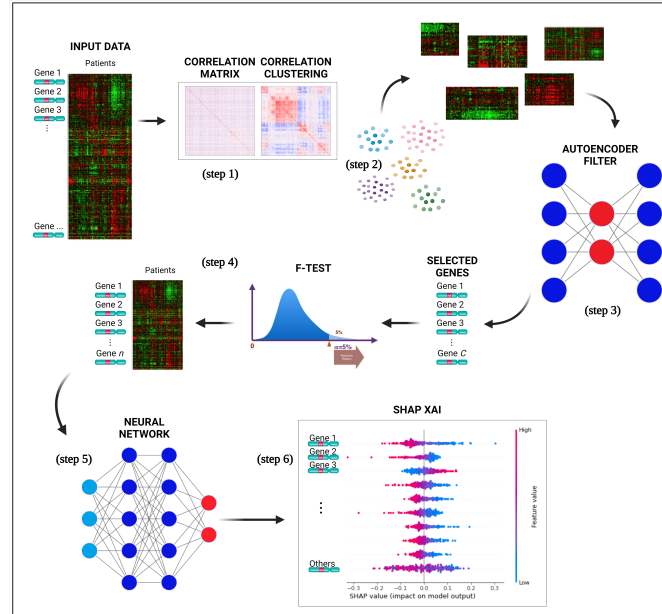 INPUT DATA
Patients
Gene 1
Gene 2
Gene 3
Gene ...
CORRELATION MATRIX
CORRELATION CLUSTERING
(step 1)
(step 2)
AUTOENCODER
FILTER
(step 3)
SELECTED
GENES
Gene 1
Gene 2
Gene 3
Gene C
(step 4)
F-TEST
0
5%
α=5%
Patients
Gene 1
Gene 2
Gene 3
Gene n
NEURAL
NETWORK
(step 5)
(step 6)
SHAP XAI
Gene 1
Gene 2
Gene 3
Others
High
Feature value
Low
−0.3 −0.2 −0.1 0.0 0.1 0.2 0.3
SHAP value (impact on model output)